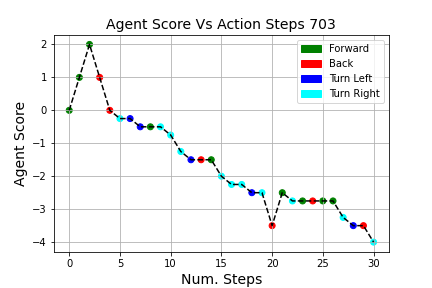 Agent Score Vs Action Steps 703
Forward
Back
Turn Left
Turn Right
Agent Score
2
1
0
−1
−2
−3
−4
0 5 10 15 20 25 30
Num. Steps